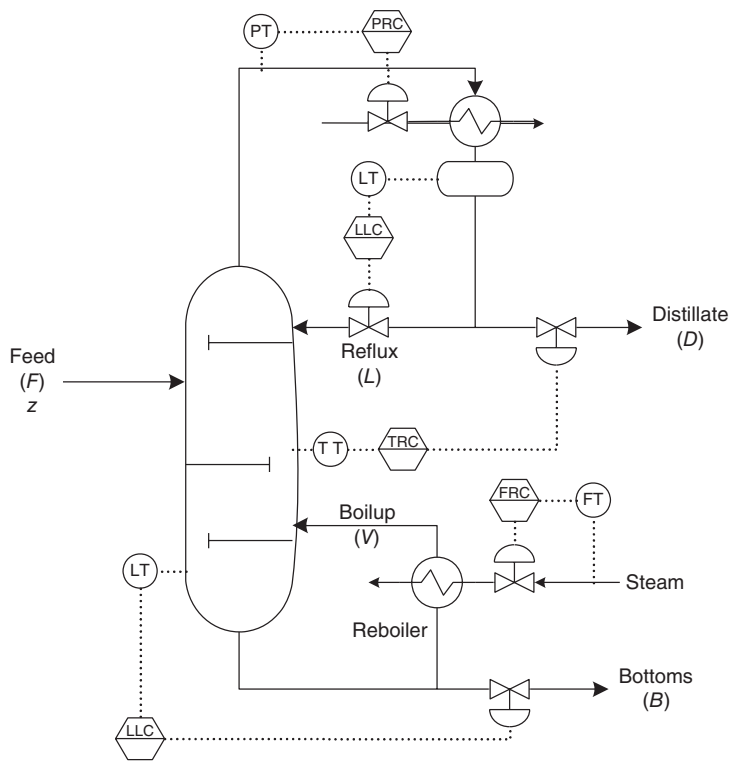 PT
PRC
LT
LLC
Distillate
(D)
Reflux
(L)
Feed
(F)
z
T T
TRC
FRC
FT
Boilup
(V)
LT
Steam
Reboiler
Bottoms
(B)
LLC